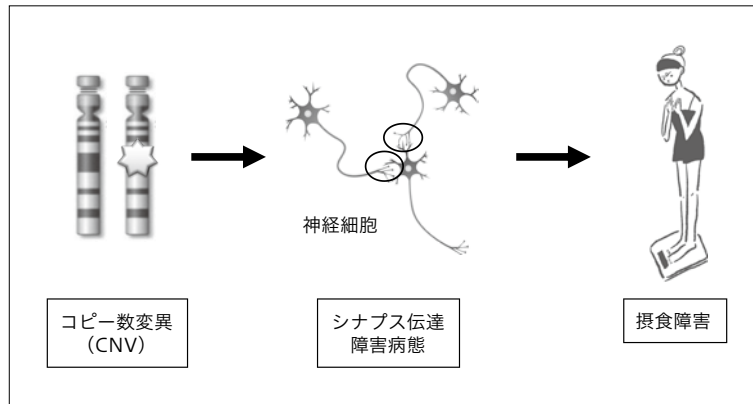 神経細胞
コピー数変異
（CNV）
シナプス伝達
障害病態
摂食障害